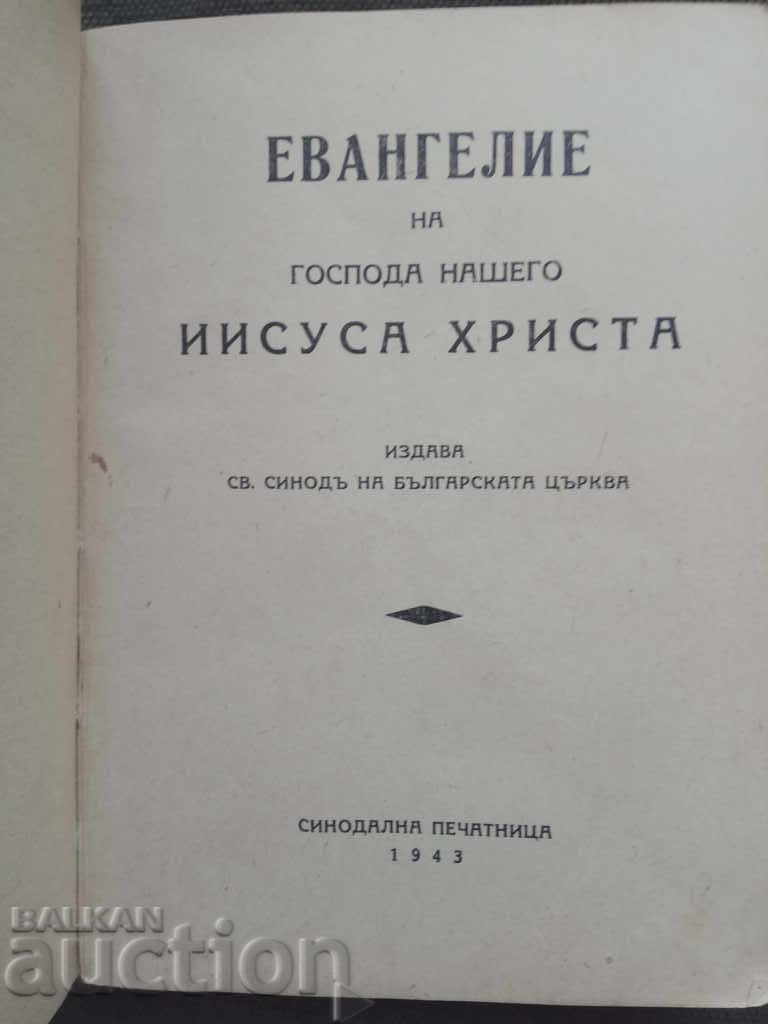 ЕВАНГЕЛИЕ
НА
ГОСПОДА НАШЕГО
ИИСУСА ХРИСТА
ИЗДАВА
СВ. СИНОДЪ НА БЪЛГАРСКАТА ЦЪРКВА
СИНОДАЛНА ПЕЧАТНИЦА
1943
BALKAN
auction